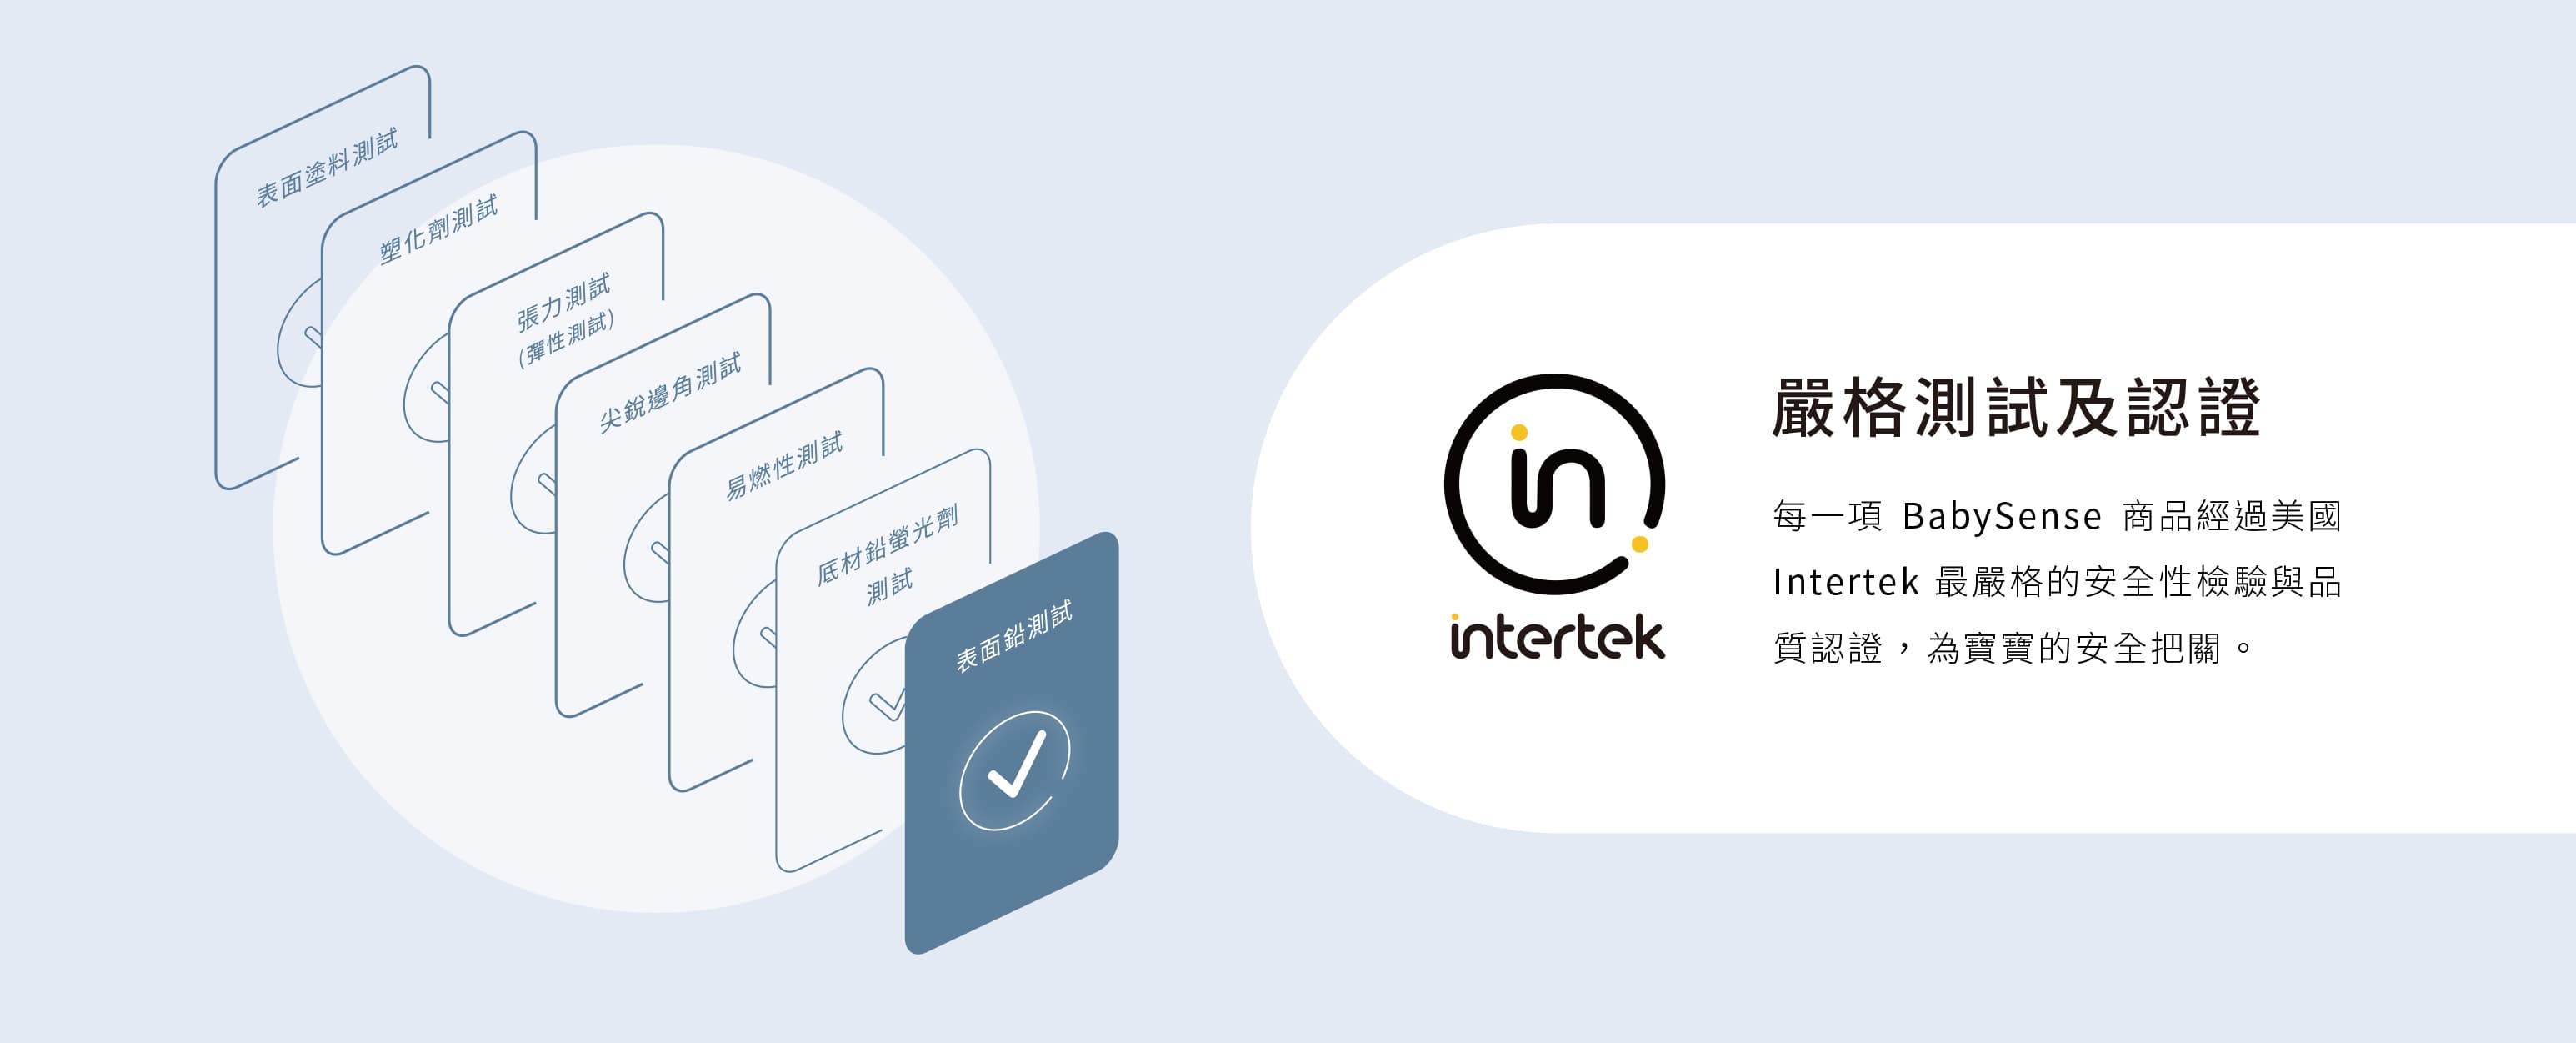 表面塗料測試
塑化劑測試
張力測試
(彈性測試)
尖銳邊角測試
易燃性測試
底材鉛螢光劑
測試
表面鉛測試
in
intertek
嚴格測試及認證
每一項 BabySense 商品經過美國
Intertek 最嚴格的安全性檢驗與品
質認證，為寶寶的安全把關。